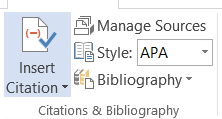 Insert
Citation
Manage Sources
Style: APA
Bibliography
Citations & Bibliography